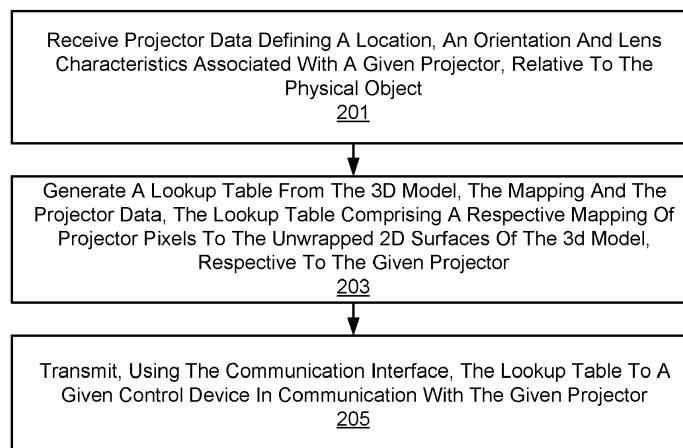 Receive Projector Data Defining A Location, An Orientation And Lens
Characteristics Associated With A Given Projector, Relative To The
Physical Object
201
Generate A Lookup Table From The 3D Model, The Mapping And The
Projector Data, The Lookup Table Comprising A Respective Mapping Of
Projector Pixels To The Unwrapped 2D Surfaces Of The 3d Model,
Respective To The Given Projector
203
Transmit, Using The Communication Interface, The Lookup Table To A
Given Control Device In Communication With The Given Projector
205